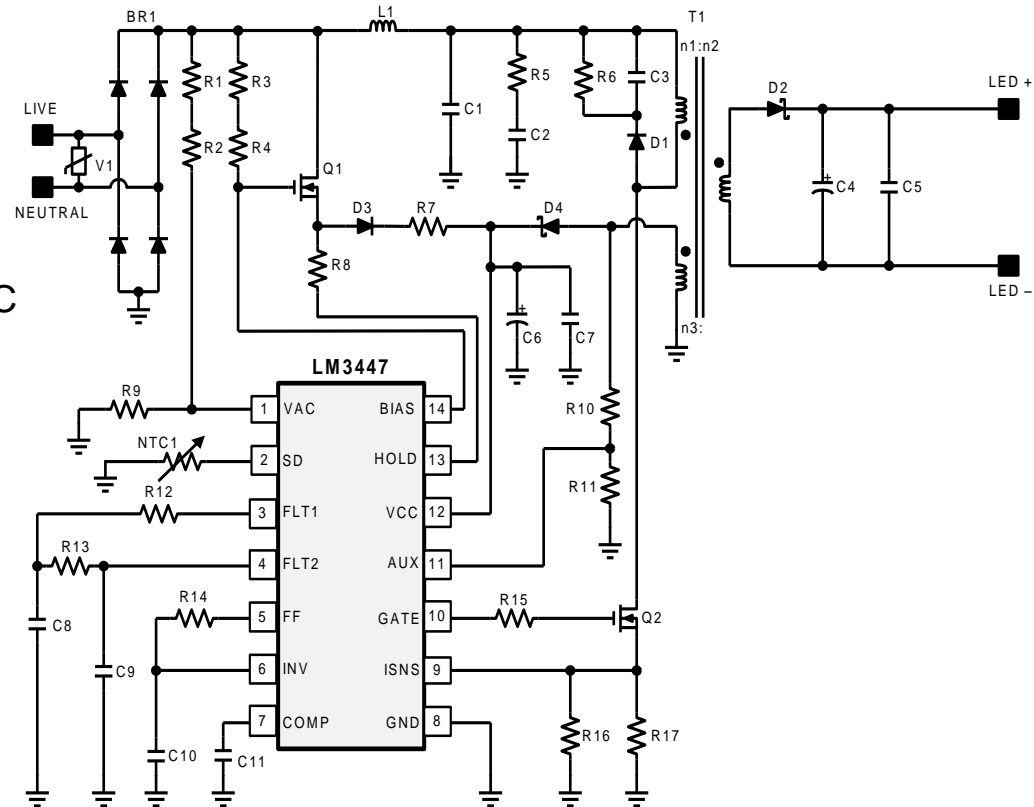 BR1
L1
T1
n1:n2
R1
R3
R5
R6
C3
D2
LED +
LIVE
C1
R2
R4
C2
D1
V1
Q1
C4
C5
NEUTRAL
D3
R7
D4
R8
LED –
C
C6
C7
n3:
LM3447
R9
1
VAC
BIAS
14
R10
NTC1
2
SD
HOLD
13
R11
R12
3
FLT1
VCC
12
R13
4
FLT2
AUX
11
R14
5
FF
GATE
10
R15
Q2
C8
C9
6
INV
ISNS
9
7
COMP
GND
8
R16
R17
C10
C11